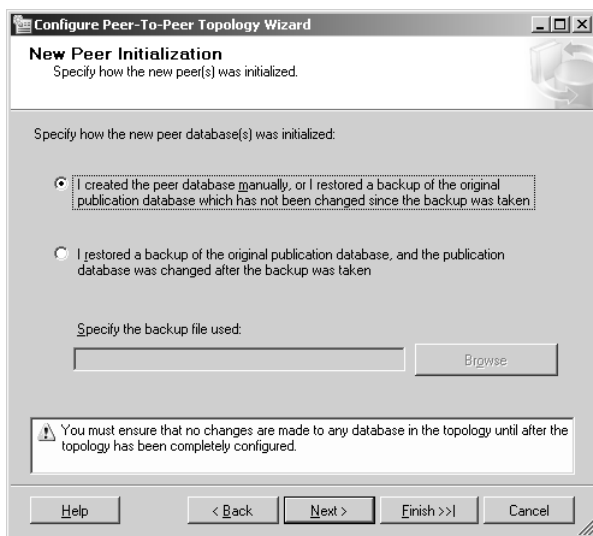 Configure Peer-To-Peer Topology Wizard
New Peer Initialization
Specify how the new peer(s) was initialized.
Specify how the new peer database(s) was initialized:
I created the peer database manually, or I restored a backup of the original
publication database which has not been changed since the backup was taken
I restored a backup of the original publication database, and the publication
database was changed after the backup was taken
Specify the backup file used:
Browse
You must ensure that no changes are made to any database in the topology until after the
topology has been completely configured.
Help
< Back
Next >
Finish >>|
Cancel